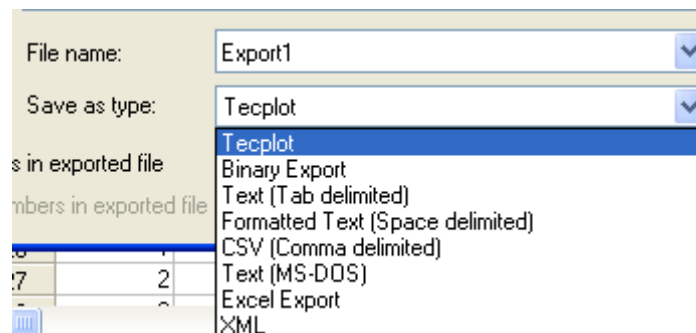 File name:
Export1
Save as type:
Tecplot
Tecplot
Binary Export
s in exported file
Text (Tab delimited)
mbers in exported file
Formatted Text (Space delimited)
CSV (Comma delimited)
27
2
Text (MS-DOS)
Excel Export
XML